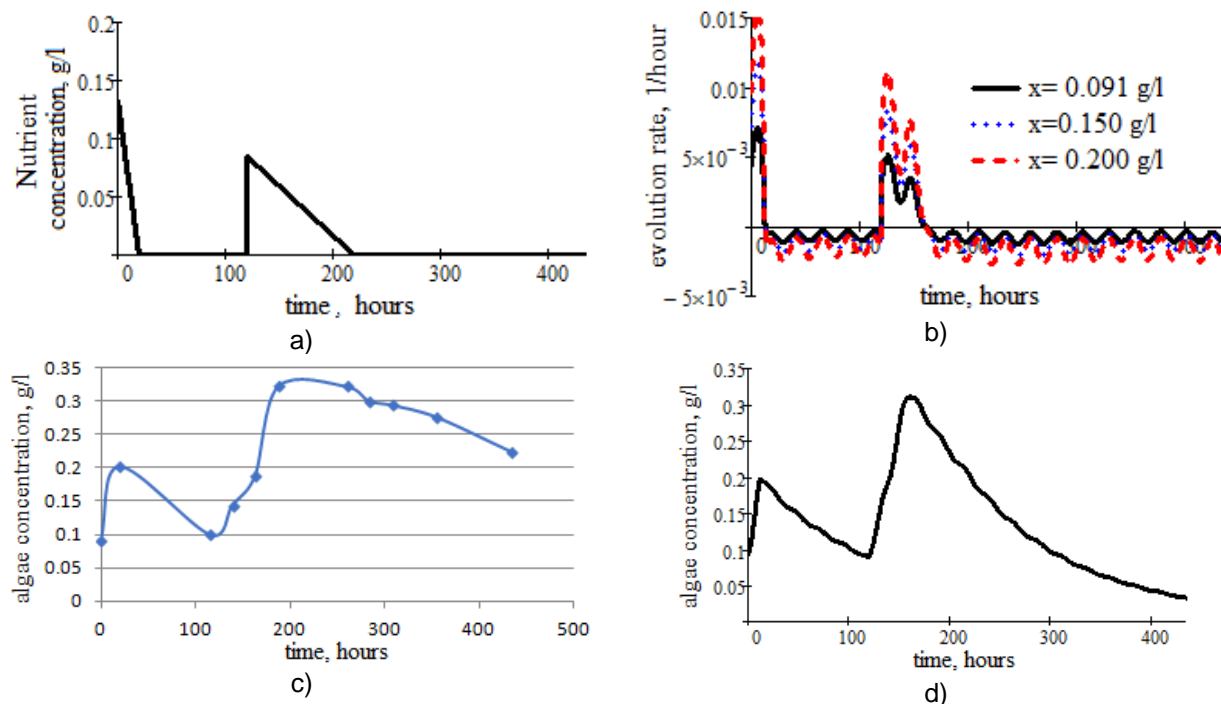 Nutrient
concentration, g/l
0.2
0.15
0.1
0.05
0
100
200
300
400
time, hours
a)
evolution rate, 1/hour
0.015
0.01
5×10⁻³
− 5×10⁻³
0
x= 0.091 g/l
x=0.150 g/l
x= 0.200 g/l
time, hours
b)
algae concentration, g/l
0.35
0.3
0.25
0.2
0.15
0.1
0.05
0
0
100
200
300
400
500
time, hours
c)
algae concentration, g/l
0.35
0.3
0.25
0.2
0.15
0.1
0.05
0
100
200
300
400
time, hours
d)